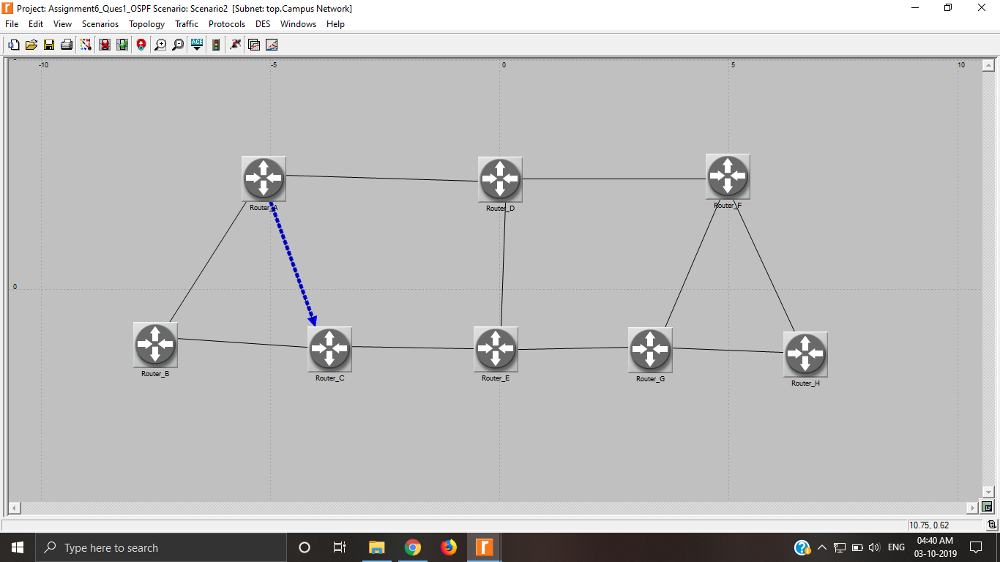 Project: Assignment6_Ques1_OSPF Scenario: Scenario2 [Subnet: top.Campus Network]
File Edit View Scenarios Topology Traffic Protocols DES Windows Help
ACE
-10 -5 0 5 10
Router_A Router_D Router_F
0
Router_B Router_C Router_E Router_G Router_H
10.75, 0.62
Type here to search
ENG
04:40 AM
03-10-2019